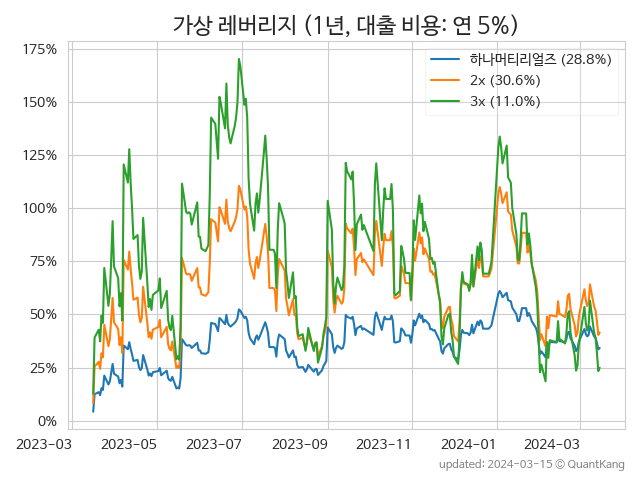 가상 레버리지 (1년, 대출 비용: 연 5%)
175%
150%
125%
100%
75%
50%
25%
0%
하나머티리얼즈 (28.8%)
2x (30.6%)
3x (11.0%)
2023-03 2023-05 2023-07 2023-09 2023-11 2024-01 2024-03
updated: 2024-03-15 © QuantKang